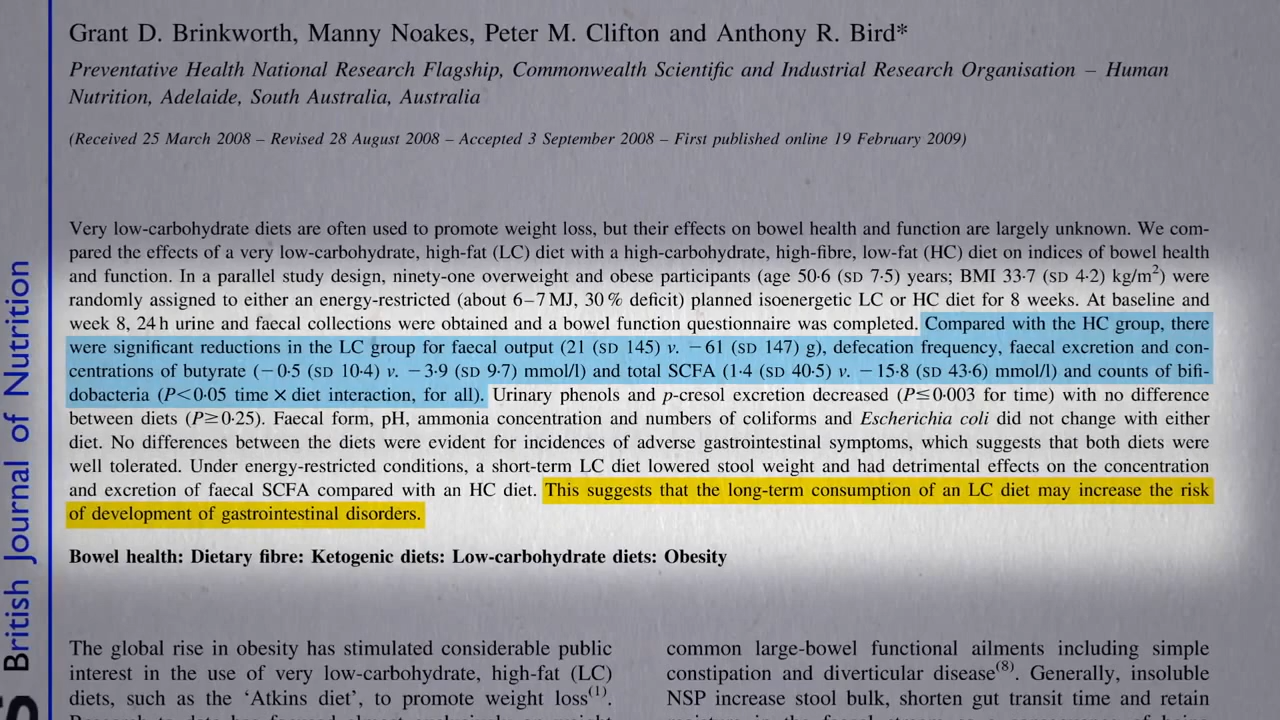 Grant D. Brinkworth, Manny Noakes, Peter M. Clifton and Anthony R. Bird*
Preventative Health National Research Flagship, Commonwealth Scientific and Industrial Research Organisation – Human
Nutrition, Adelaide, South Australia, Australia
(Received 25 March 2008 – Revised 28 August 2008 – Accepted 3 September 2008 – First published online 19 February 2009)
Very low-carbohydrate diets are often used to promote weight loss, but their effects on bowel health and function are largely unknown. We com-
pared the effects of a very low-carbohydrate, high-fat (LC) diet with a high-carbohydrate, high-fibre, low-fat (HC) diet on indices of bowel health
and function. In a parallel study design, ninety-one overweight and obese participants (age 50·6 (SD 7·5) years; BMI 33·7 (SD 4·2) kg/m²) were
randomly assigned to either an energy-restricted (about 6–7 MJ, 30 % deficit) planned isoenergetic LC or HC diet for 8 weeks. At baseline and
week 8, 24 h urine and faecal collections were obtained and a bowel function questionnaire was completed. Compared with the HC group, there
were significant reductions in the LC group for faecal output (21 (SD 145) v. −61 (SD 147) g), defecation frequency, faecal excretion and con-
centrations of butyrate (−0·5 (SD 10·4) v. −3·9 (SD 9·7) mmol/l) and total SCFA (1·4 (SD 40·5) v. −15·8 (SD 43·6) mmol/l) and counts of bifi-
dobacteria (P<0·05 time × diet interaction, for all). Urinary phenols and p-cresol excretion decreased (P≤0·003 for time) with no difference
between diets (P≥0·25). Faecal form, pH, ammonia concentration and numbers of coliforms and Escherichia coli did not change with either
diet. No differences between the diets were evident for incidences of adverse gastrointestinal symptoms, which suggests that both diets were
well tolerated. Under energy-restricted conditions, a short-term LC diet lowered stool weight and had detrimental effects on the concentration
and excretion of faecal SCFA compared with an HC diet. This suggests that the long-term consumption of an LC diet may increase the risk
of development of gastrointestinal disorders.
Bowel health: Dietary fibre: Ketogenic diets: Low-carbohydrate diets: Obesity
British Journal of Nutrition
The global rise in obesity has stimulated considerable public
interest in the use of very low-carbohydrate, high-fat (LC)
diets, such as the ‘Atkins diet’, to promote weight loss(1).
common large-bowel functional ailments including simple
constipation and diverticular disease(8). Generally, insoluble
NSP increase stool bulk, shorten gut transit time and retain